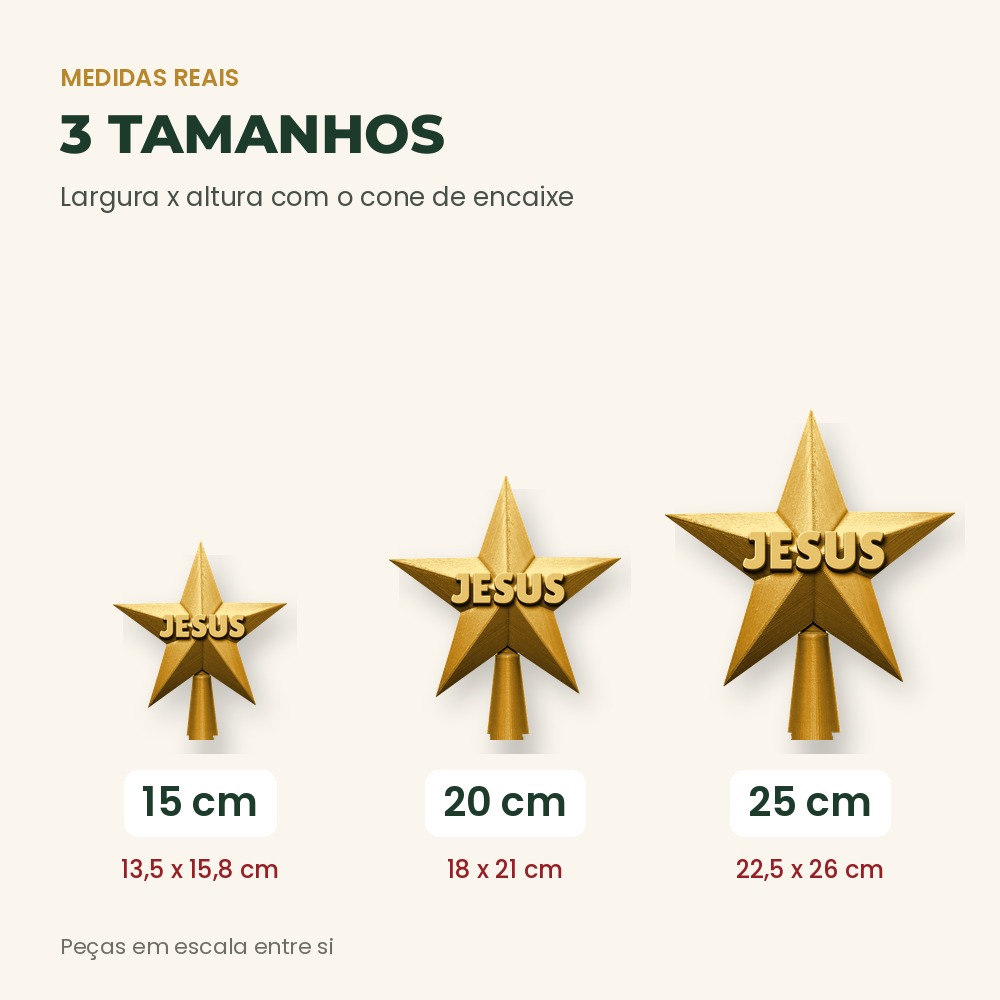 MEDIDAS REAIS
3 TAMANHOS
Largura x altura com o cone de encaixe
JESUS
JESUS
JESUS
15 cm
20 cm
25 cm
13,5 x 15,8 cm
18 x 21 cm
22,5 x 26 cm
Peças em escala entre si